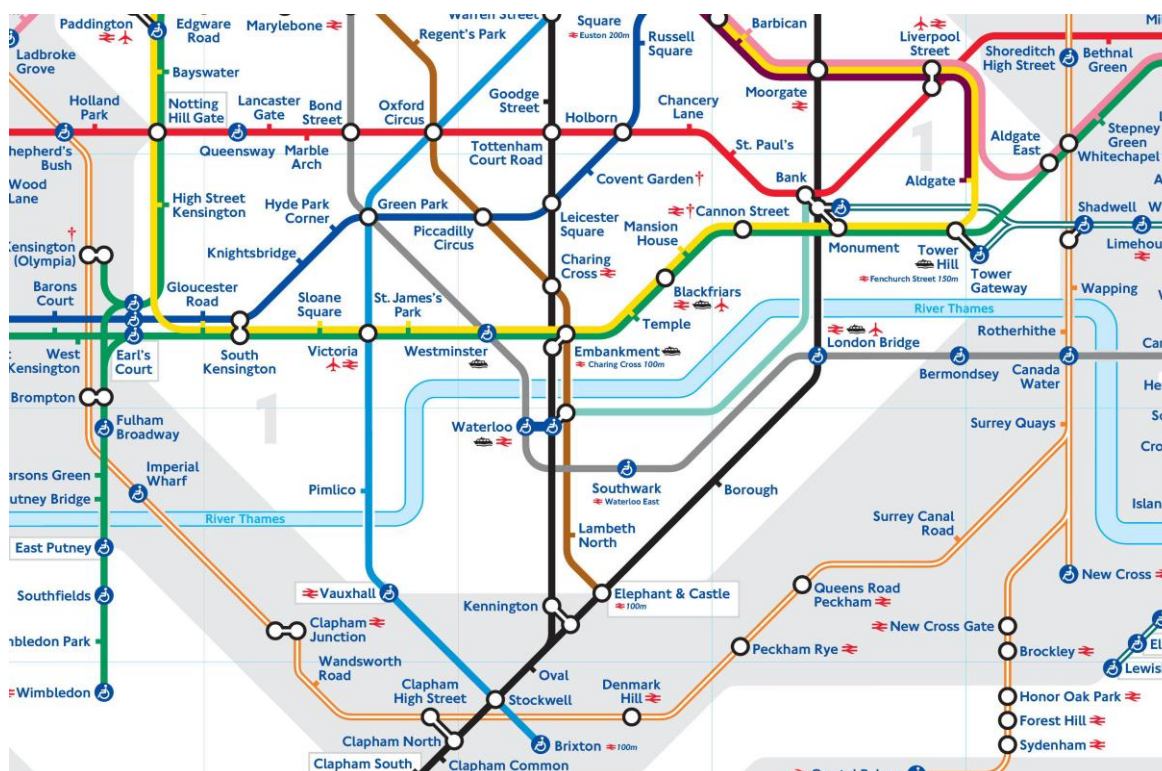 Paddington
Edgware
Road
Marylebone
Regent's Park
Warren Street
Square
Euston 200m
Russell
Square
Barbican
Liverpool
Street
Shoreditch
High Street
Bethnal
Green
Ladbroke
Grove
Bayswater
Goodge
Street
Moorgate
Holland
Park
Notting
Hill Gate
Lancaster
Gate
Bond
Street
Oxford
Circus
Holborn
Chancery
Lane
Aldgate
East
Stepney
Green
Whitechapel
Shepherd's
Bush
Queensway
Marble
Arch
Tottenham
Court Road
St. Paul's
1
Wood
Lane
High Street
Kensington
Hyde Park
Corner
Green Park
Covent Garden†
Bank
Aldgate
Piccadilly
Circus
Leicester
Square
Mansion
House
†Cannon Street
Monument
Shadwell
Limehou
Kensington
(Olympia)
†
Knightsbridge
Charing
Cross
Tower
Hill
Fenchurch Street 150m
Tower
Gateway
Barons
Court
Gloucester
Road
Sloane
Square
St. James's
Park
Blackfriars
Temple
River Thames
Wapping
Rotherhithe
West
Kensington
Earl's
Court
South
Kensington
Victoria
Westminster
Embankment
Charing Cross 100m
London Bridge
Bermondsey
Canada
Water
Brompton
1
Fulham
Broadway
Waterloo
Surrey Quays
Imperial
Wharf
Parsons Green
Putney Bridge
Pimlico
Southwark
Waterloo East
Borough
River Thames
Surrey Canal
Road
Island
East Putney
Lambeth
North
Southfields
Vauxhall
Kennington
Elephant & Castle
100m
Queens Road
Peckham
New Cross
Wimbledon Park
Clapham
Junction
New Cross Gate
Wandsworth
Road
Oval
Peckham Rye
Brockley
Lewis
Wimbledon
Clapham
High Street
Stockwell
Denmark
Hill
Honor Oak Park
Forest Hill
Clapham North
Brixton
100m
Sydenham
Clapham South
Clapham Common